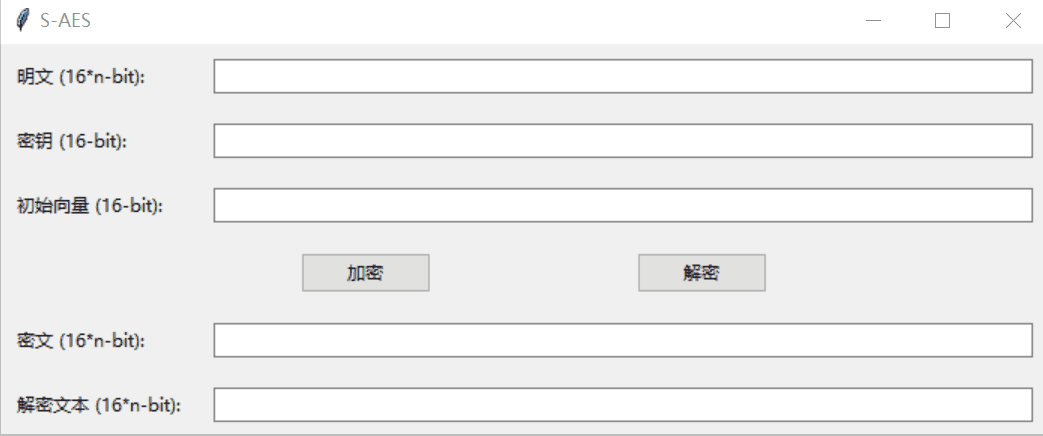 S-AES
明文 (16*n-bit):
密钥 (16-bit):
初始向量 (16-bit):
加密 解密
密文 (16*n-bit):
解密文本 (16*n-bit):